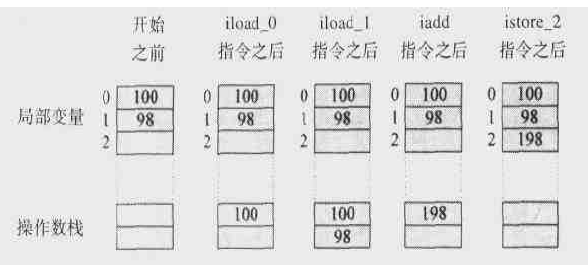 开始 iload_0 iload_1 iadd istore_2
之前 指令之后 指令之后 指令之后 指令之后
0 100 0 100 0 100 0 100 0 100
局部变量 1 98 1 98 1 98 1 98 1 98
2 2 2 2 2 198
100 100 198
操作数栈
98